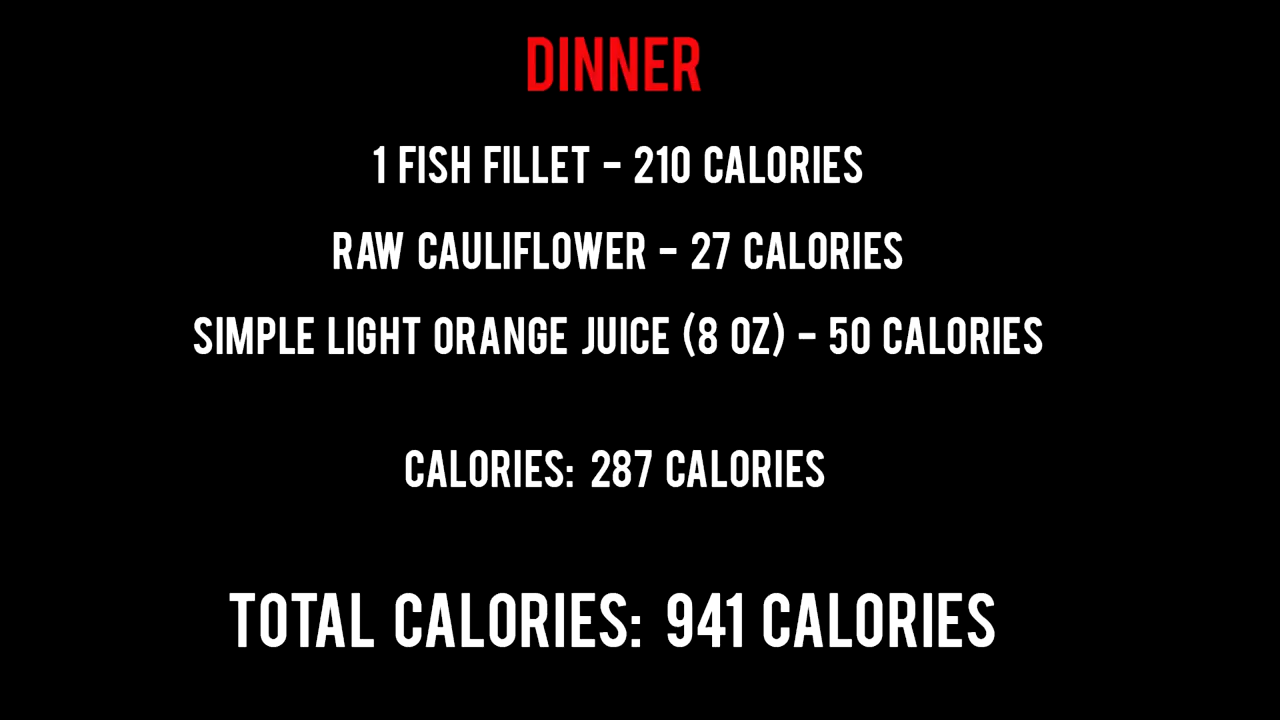 DINNER
1 FISH FILLET - 210 CALORIES
RAW CAULIFLOWER - 27 CALORIES
SIMPLE LIGHT ORANGE JUICE (8 OZ) - 50 CALORIES
CALORIES: 287 CALORIES
TOTAL CALORIES: 941 CALORIES